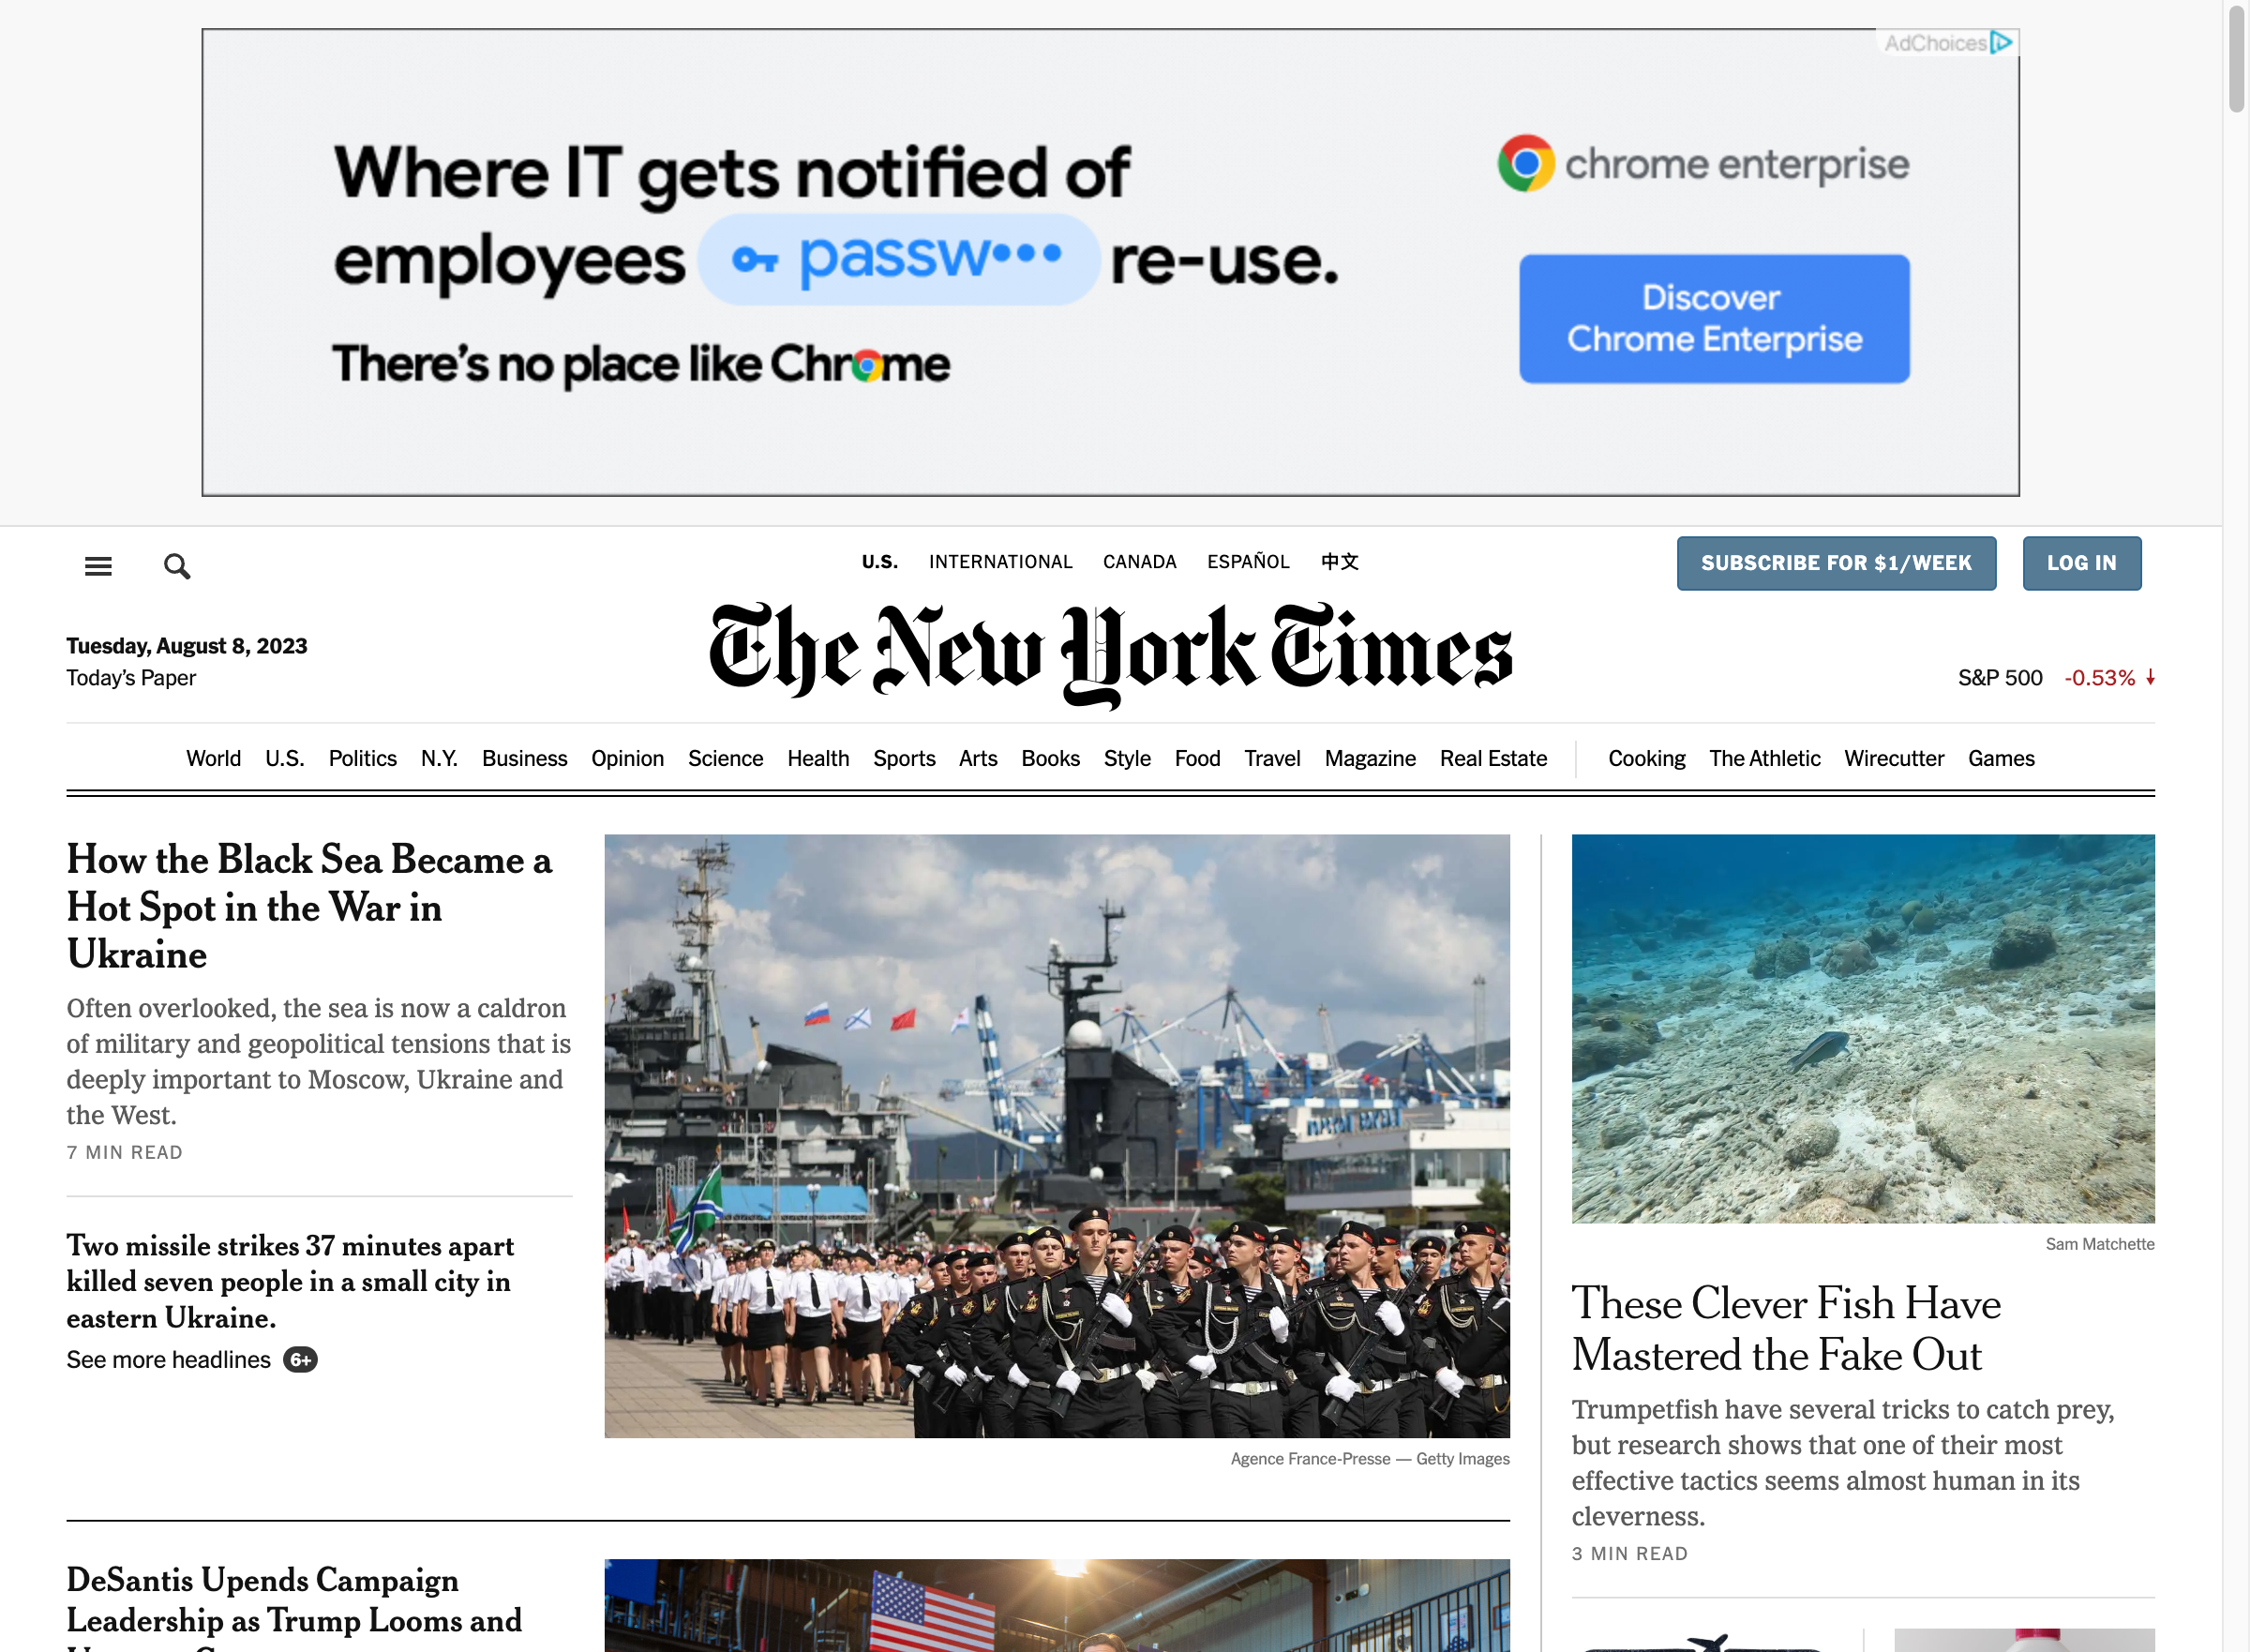 AdChoices
Where IT gets notified of
employees passw••• re-use.
There's no place like Chrome
chrome enterprise
Discover
Chrome Enterprise
U.S. INTERNATIONAL CANADA ESPAÑOL 中文
SUBSCRIBE FOR $1/WEEK
LOG IN
The New York Times
Tuesday, August 8, 2023
Today's Paper
S&P 500 -0.53% ↓
World U.S. Politics N.Y. Business Opinion Science Health Sports Arts Books Style Food Travel Magazine Real Estate Cooking The Athletic Wirecutter Games
How the Black Sea Became a
Hot Spot in the War in
Ukraine
Often overlooked, the sea is now a caldron
of military and geopolitical tensions that is
deeply important to Moscow, Ukraine and
the West.
7 MIN READ
Two missile strikes 37 minutes apart
killed seven people in a small city in
eastern Ukraine.
See more headlines 6+
Agence France-Presse — Getty Images
DeSantis Upends Campaign
Leadership as Trump Looms and
Sam Matchette
These Clever Fish Have
Mastered the Fake Out
Trumpetfish have several tricks to catch prey,
but research shows that one of their most
effective tactics seems almost human in its
cleverness.
3 MIN READ